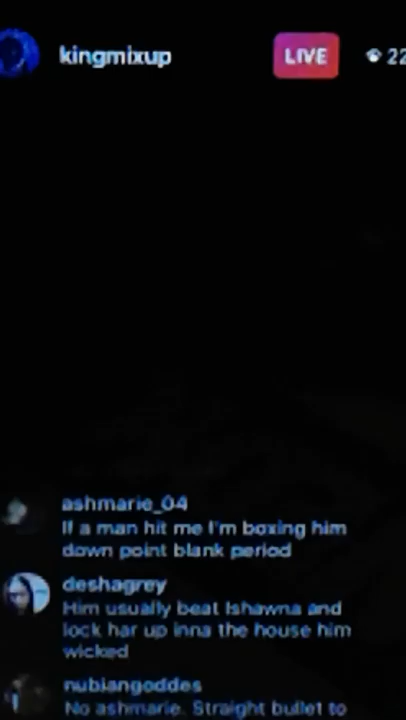 kingmixup
LIVE
22
ashmarie_04
If a man hit me I'm boxing him
down point blank period
deshagrey
Him usually beat Ishawna and
lock har up inna the house him
wicked
nubiangoddes
No ashmarie. Straight bullet to